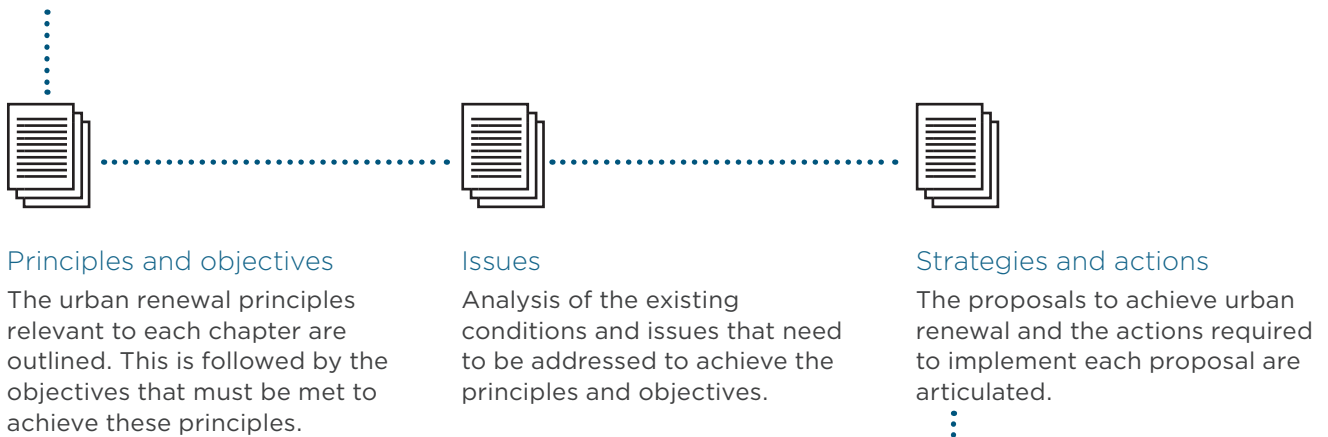 Principles and objectives
The urban renewal principles
relevant to each chapter are
outlined. This is followed by the
objectives that must be met to
achieve these principles.
Issues
Analysis of the existing
conditions and issues that need
to be addressed to achieve the
principles and objectives.
Strategies and actions
The proposals to achieve urban
renewal and the actions required
to implement each proposal are
articulated.